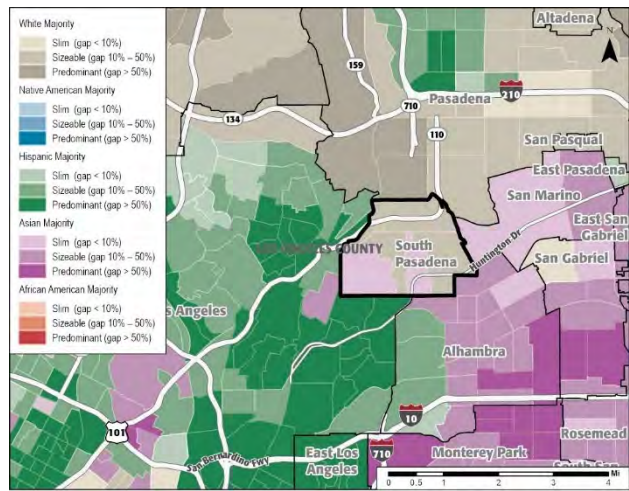 White Majority
Slim (gap < 10%)
Sizeable (gap 10% – 50%)
Predominant (gap > 50%)
Native American Majority
Slim (gap < 10%)
Sizeable (gap 10% – 50%)
Predominant (gap > 50%)
Hispanic Majority
Slim (gap < 10%)
Sizeable (gap 10% – 50%)
Predominant (gap > 50%)
Asian Majority
Slim (gap < 10%)
Sizeable (gap 10% – 50%)
Predominant (gap > 50%)
African American Majority
Slim (gap < 10%)
Sizeable (gap 10% – 50%)
Predominant (gap > 50%)
Altadena
N
159
710
Pasadena
210
134
110
San Pasqual
East Pasadena
San Marino
East San
Gabriel
COUNTY
South
Pasadena
Huntington Dr
San Gabriel
os Angeles
Alhambra
101
10
San Bernardino Fwy
East Los
Angeles
710
Monterey Park
Rosemead
South San
Mi
0 0.5 1 2 3 4